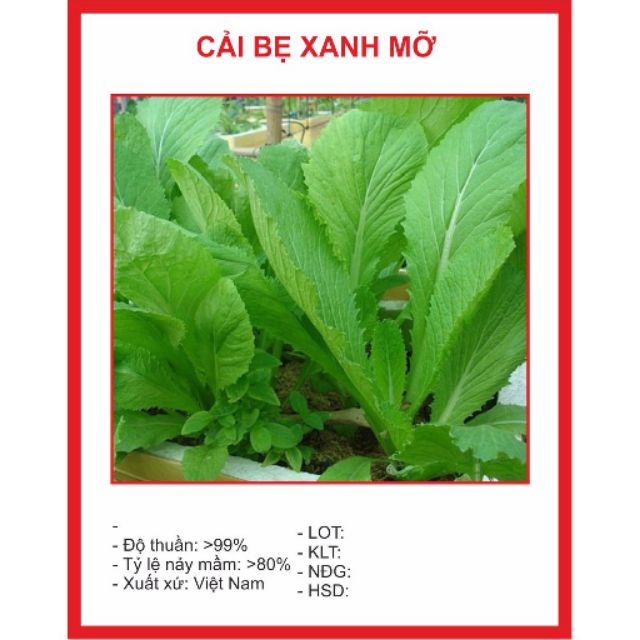 CẢI BẸ XANH MỠ
-
- Độ thuần: >99%
- Tỷ lệ nảy mầm: >80%
- Xuất xứ: Việt Nam
- LOT:
- KLT:
- NĐG:
- HSD: